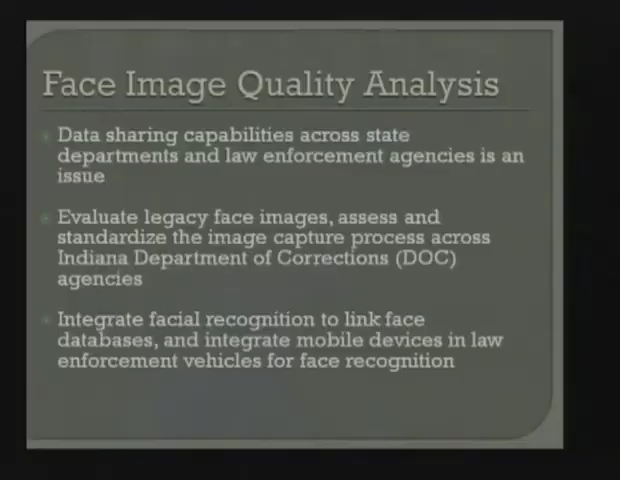 Face Image Quality Analysis
Data sharing capabilities across state
departments and law enforcement agencies is an
issue
Evaluate legacy face images, assess and
standardize the image capture process across
Indiana Department of Corrections (DOC)
agencies
Integrate facial recognition to link face
databases, and integrate mobile devices in law
enforcement vehicles for face recognition